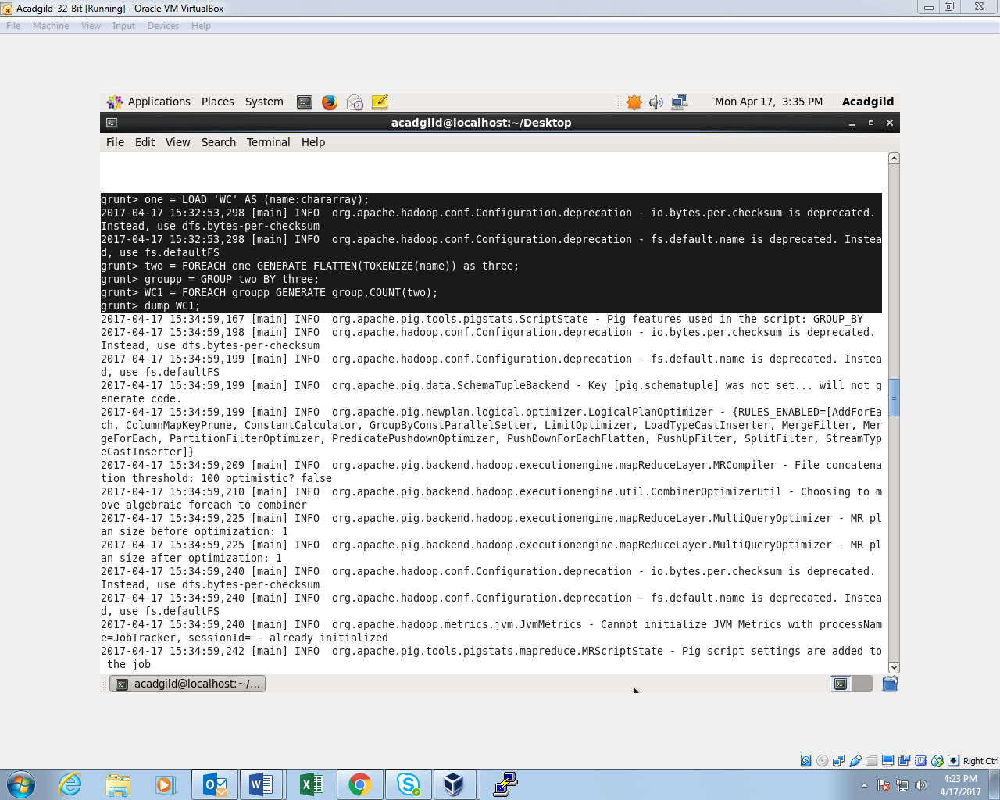 Acadgild_32_Bit [Running] - Oracle VM VirtualBox
File Machine View Input Devices Help
Applications Places System Mon Apr 17, 3:35 PM Acadgild
acadgild@localhost:~/Desktop
File Edit View Search Terminal Help
grunt> one = LOAD 'WC' AS (name:chararray);
2017-04-17 15:32:53,298 [main] INFO  org.apache.hadoop.conf.Configuration.deprecation - io.bytes.per.checksum is deprecated.
Instead, use dfs.bytes-per-checksum
2017-04-17 15:32:53,298 [main] INFO  org.apache.hadoop.conf.Configuration.deprecation - fs.default.name is deprecated. Instea
d, use fs.defaultFS
grunt> two = FOREACH one GENERATE FLATTEN(TOKENIZE(name)) as three;
grunt> groupp = GROUP two BY three;
grunt> WC1 = FOREACH groupp GENERATE group,COUNT(two);
grunt> dump WC1;
2017-04-17 15:34:59,167 [main] INFO  org.apache.pig.tools.pigstats.ScriptState - Pig features used in the script: GROUP_BY
2017-04-17 15:34:59,198 [main] INFO  org.apache.hadoop.conf.Configuration.deprecation - io.bytes.per.checksum is deprecated.
Instead, use dfs.bytes-per-checksum
2017-04-17 15:34:59,199 [main] INFO  org.apache.hadoop.conf.Configuration.deprecation - fs.default.name is deprecated. Instea
d, use fs.defaultFS
2017-04-17 15:34:59,199 [main] INFO  org.apache.pig.data.SchemaTupleBackend - Key [pig.schematuple] was not set... will not g
enerate code.
2017-04-17 15:34:59,199 [main] INFO  org.apache.pig.newplan.logical.optimizer.LogicalPlanOptimizer - {RULES_ENABLED=[AddForEa
ch, ColumnMapKeyPrune, ConstantCalculator, GroupByConstParallelSetter, LimitOptimizer, LoadTypeCastInserter, MergeFilter, Mer
geForEach, PartitionFilterOptimizer, PredicatePushdownOptimizer, PushDownForEachFlatten, PushUpFilter, SplitFilter, StreamTyp
eCastInserter]}
2017-04-17 15:34:59,209 [main] INFO  org.apache.pig.backend.hadoop.executionengine.mapReduceLayer.MRCompiler - File concatena
tion threshold: 100 optimistic? false
2017-04-17 15:34:59,210 [main] INFO  org.apache.pig.backend.hadoop.executionengine.util.CombinerOptimizerUtil - Choosing to m
ove algebraic foreach to combiner
2017-04-17 15:34:59,225 [main] INFO  org.apache.pig.backend.hadoop.executionengine.mapReduceLayer.MultiQueryOptimizer - MR pl
an size before optimization: 1
2017-04-17 15:34:59,225 [main] INFO  org.apache.pig.backend.hadoop.executionengine.mapReduceLayer.MultiQueryOptimizer - MR pl
an size after optimization: 1
2017-04-17 15:34:59,240 [main] INFO  org.apache.hadoop.conf.Configuration.deprecation - io.bytes.per.checksum is deprecated.
Instead, use dfs.bytes-per-checksum
2017-04-17 15:34:59,240 [main] INFO  org.apache.hadoop.conf.Configuration.deprecation - fs.default.name is deprecated. Instea
d, use fs.defaultFS
2017-04-17 15:34:59,240 [main] INFO  org.apache.hadoop.metrics.jvm.JvmMetrics - Cannot initialize JVM Metrics with processNam
e=JobTracker, sessionId= - already initialized
2017-04-17 15:34:59,242 [main] INFO  org.apache.pig.tools.pigstats.mapreduce.MRScriptState - Pig script settings are added to
 the job
acadgild@localhost:~/...
Right Ctrl
4:23 PM
4/17/2017